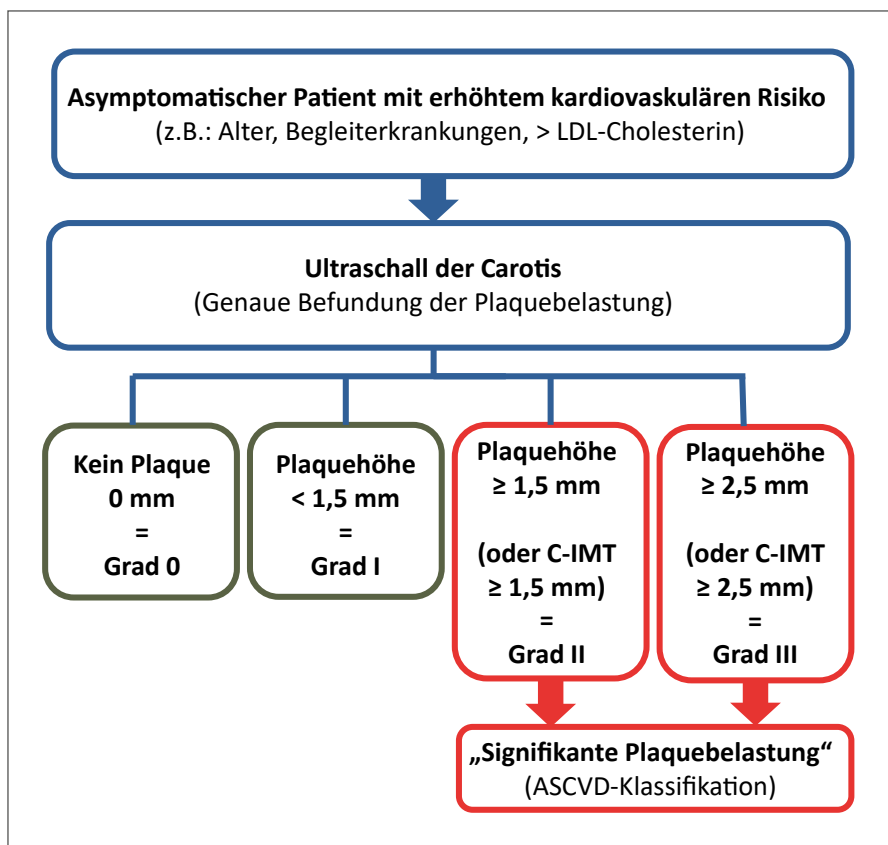 Asymptomatischer Patient mit erhöhtem kardiovaskulären Risiko
(z.B.: Alter, Begleiterkrankungen, > LDL-Cholesterin)
Ultraschall der Carotis
(Genaue Befundung der Plaquebelastung)
Kein Plaque
0 mm
=
Grad 0
Plaquehöhe
< 1,5 mm
=
Grad I
Plaquehöhe
≥ 1,5 mm
(oder C-IMT
≥ 1,5 mm)
=
Grad II
Plaquehöhe
≥ 2,5 mm
(oder C-IMT
≥ 2,5 mm)
=
Grad III
„Signifikante Plaquebelastung“
(ASCVD-Klassifikation)